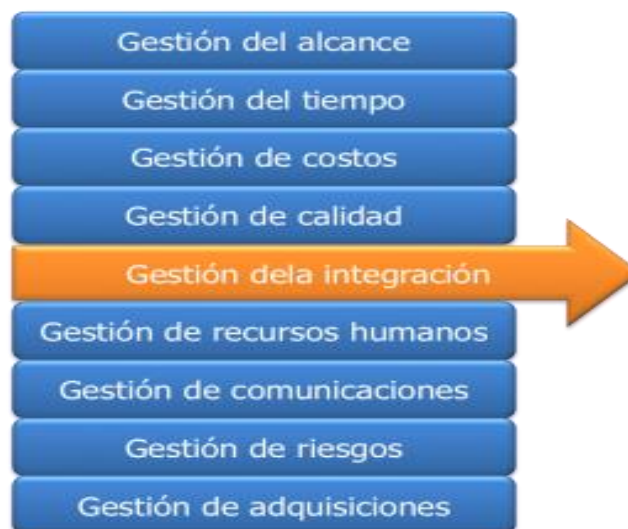 Gestión del alcance
Gestión del tiempo
Gestión de costos
Gestión de calidad
Gestión dela integración
Gestión de recursos humanos
Gestión de comunicaciones
Gestión de riesgos
Gestión de adquisiciones